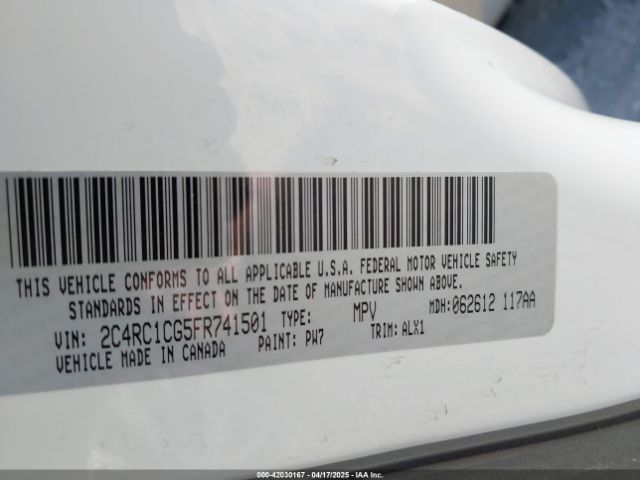 THIS VEHICLE CONFORMS TO ALL APPLICABLE U.S.A. FEDERAL MOTOR VEHICLE SAFETY
STANDARDS IN EFFECT ON THE DATE OF MANUFACTURE SHOWN ABOVE.
VIN: 2C4RC1CG5FR741501 TYPE: MPV MDH:062612 117AA
VEHICLE MADE IN CANADA PAINT: PW7 TRIM:ALX1
000-42030167 - 04/17/2025 - IAA Inc.